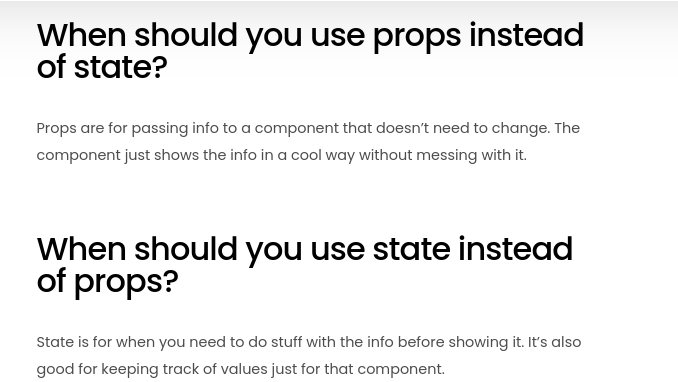 When should you use props instead
of state?
Props are for passing info to a component that doesn’t need to change. The
component just shows the info in a cool way without messing with it.
When should you use state instead
of props?
State is for when you need to do stuff with the info before showing it. It’s also
good for keeping track of values just for that component.